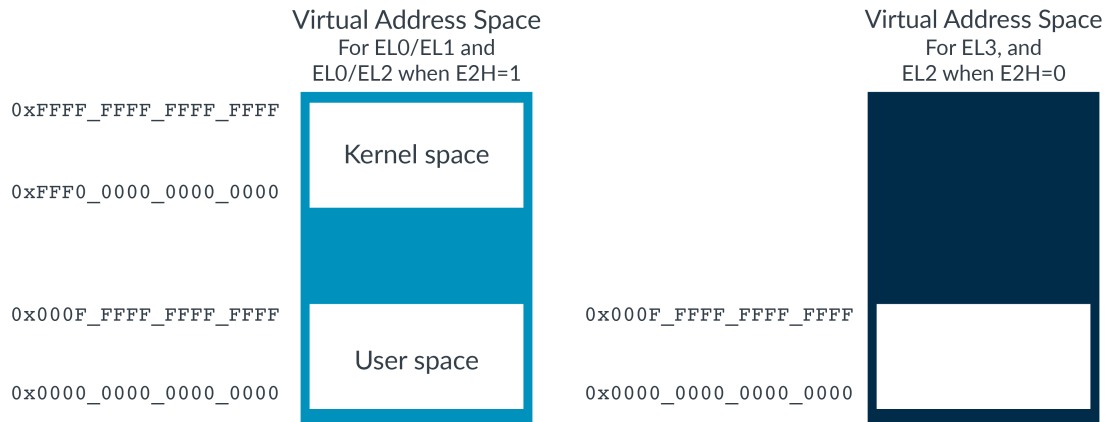 Virtual Address Space
For EL0/EL1 and
EL0/EL2 when E2H=1
0xFFFF_FFFF_FFFF_FFFF
Kernel space
0xFFF0_0000_0000_0000
0x000F_FFFF_FFFF_FFFF
User space
0x0000_0000_0000_0000
Virtual Address Space
For EL3, and
EL2 when E2H=0
0x000F_FFFF_FFFF_FFFF
0x0000_0000_0000_0000